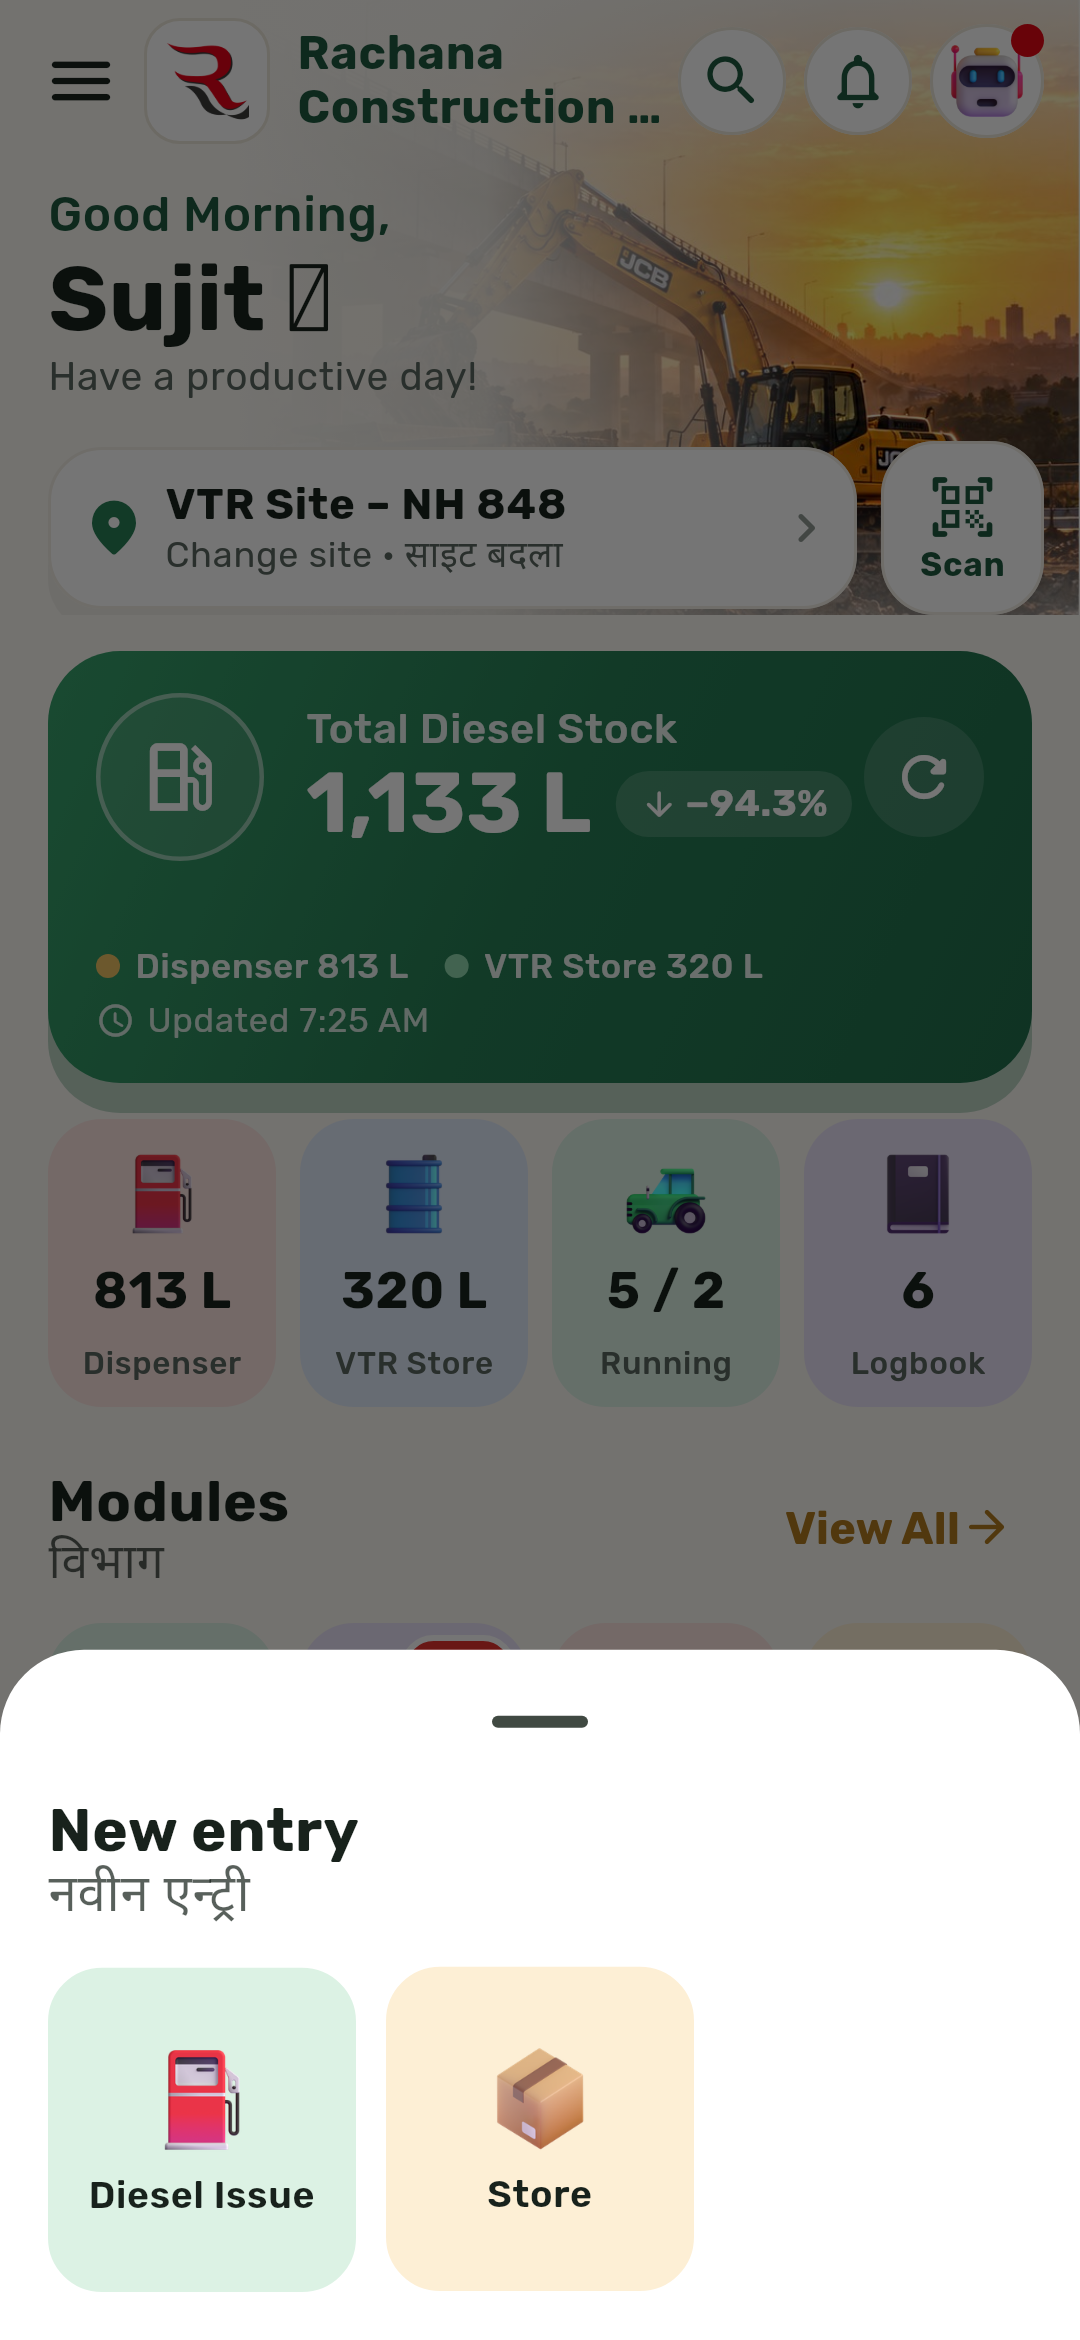 Rachana
Construction ...
Good Morning,
Sujit
Have a productive day!
JCB
JCB
VTR Site – NH 848
Change site • साइट बदला
Scan
Total Diesel Stock
1,133 L
−94.3%
Dispenser 813 L
VTR Store 320 L
Updated 7:25 AM
813 L
Dispenser
320 L
VTR Store
5 / 2
Running
6
Logbook
Modules
विभाग
View All
New entry
नवीन एन्ट्री
Diesel Issue
Store